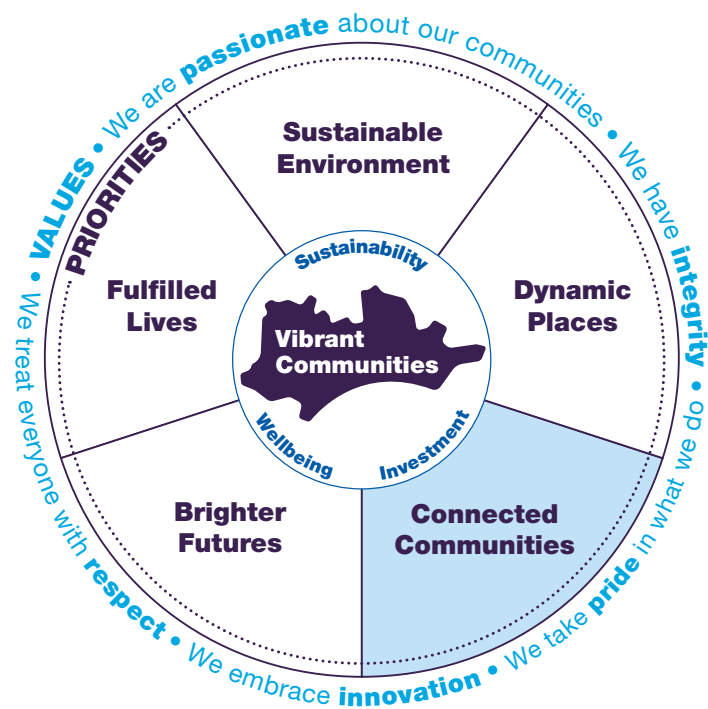 VALUES • We are passionate about our communities • We have integrity • We take pride in what we do • We embrace innovation • We treat everyone with respect •
PRIORITIES
Sustainable
Environment
Dynamic
Places
Connected
Communities
Brighter
Futures
Fulfilled
Lives
Sustainability
Investment
Wellbeing
Vibrant
Communities